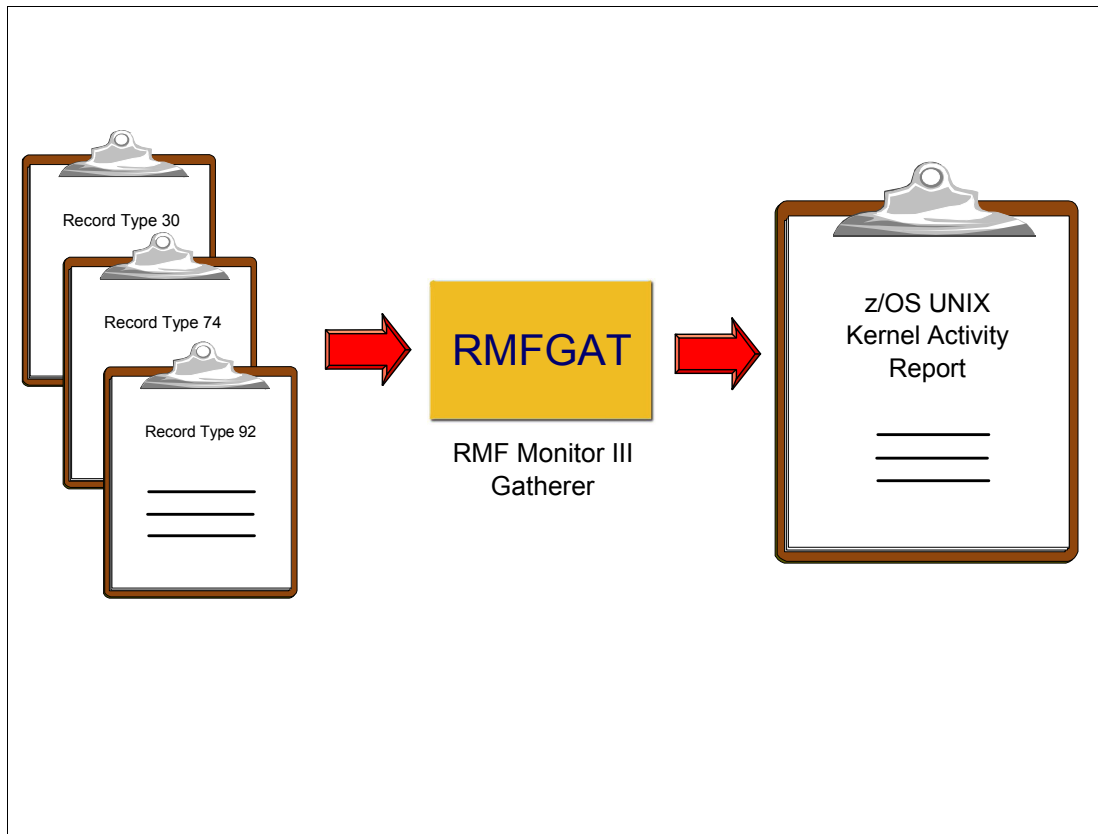 Record Type 30
Record Type 74
Record Type 92
RMFGAT
RMF Monitor III
Gatherer
z/OS UNIX
Kernel Activity
Report